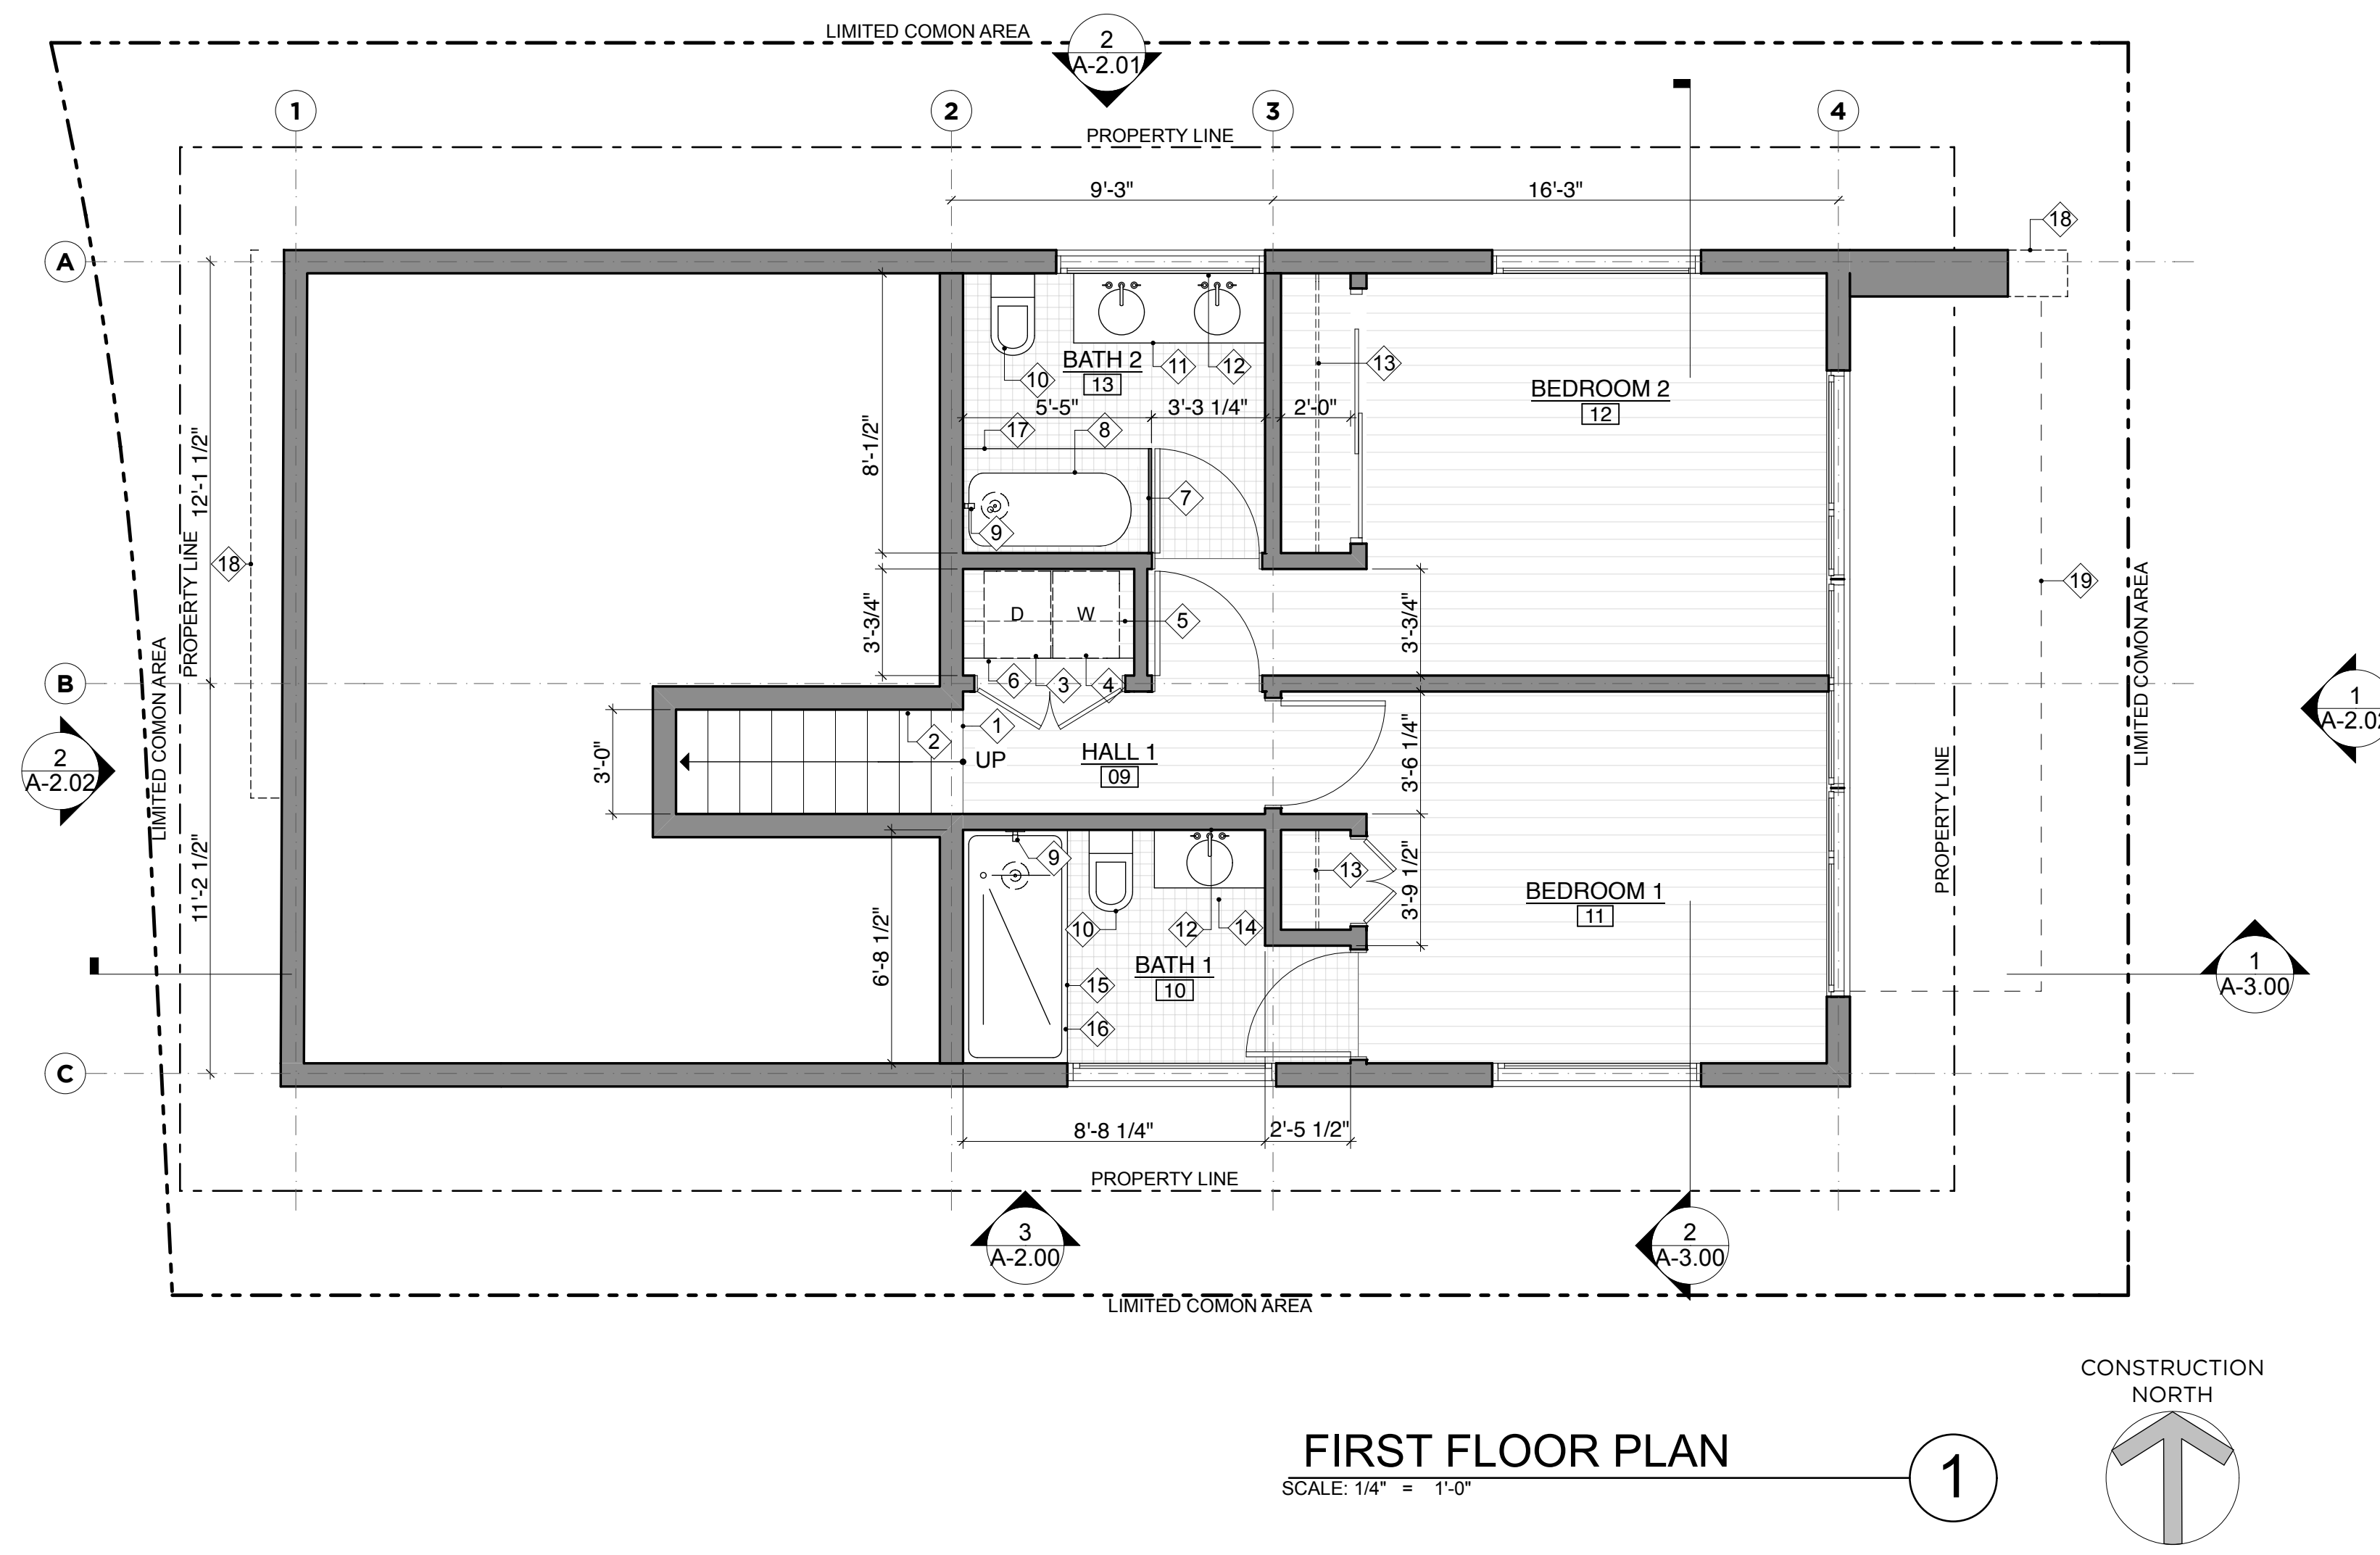 LIMITED COMON AREA
2
A-2.01
1
2
3
4
PROPERTY LINE
9'-3"
16'-3"
18
A
BATH 2
13
11
12
10
13
BEDROOM 2
12
5'-5"
3'-3 1/4"
2'-0"
17
8
8'-1/2"
12'-1 1/2"
7
9
18
PROPERTY LINE
19
LIMITED COMON AREA
D
W
5
3'-3/4"
3'-3/4"
6
3
4
B
1
A-2.02
LIMITED COMON AREA
1
2
UP
HALL 1
09
3'-0"
3'-6 1/4"
2
A-2.02
PROPERTY LINE
9
13
3'-9 1/2"
BEDROOM 1
11
11'-2 1/2"
6'-8 1/2"
10
12
14
BATH 1
10
15
16
1
A-3.00
C
8'-8 1/4"
2'-5 1/2"
PROPERTY LINE
3
A-2.00
2
A-3.00
LIMITED COMON AREA
CONSTRUCTION
NORTH
FIRST FLOOR PLAN
1
SCALE: 1/4" = 1'-0"